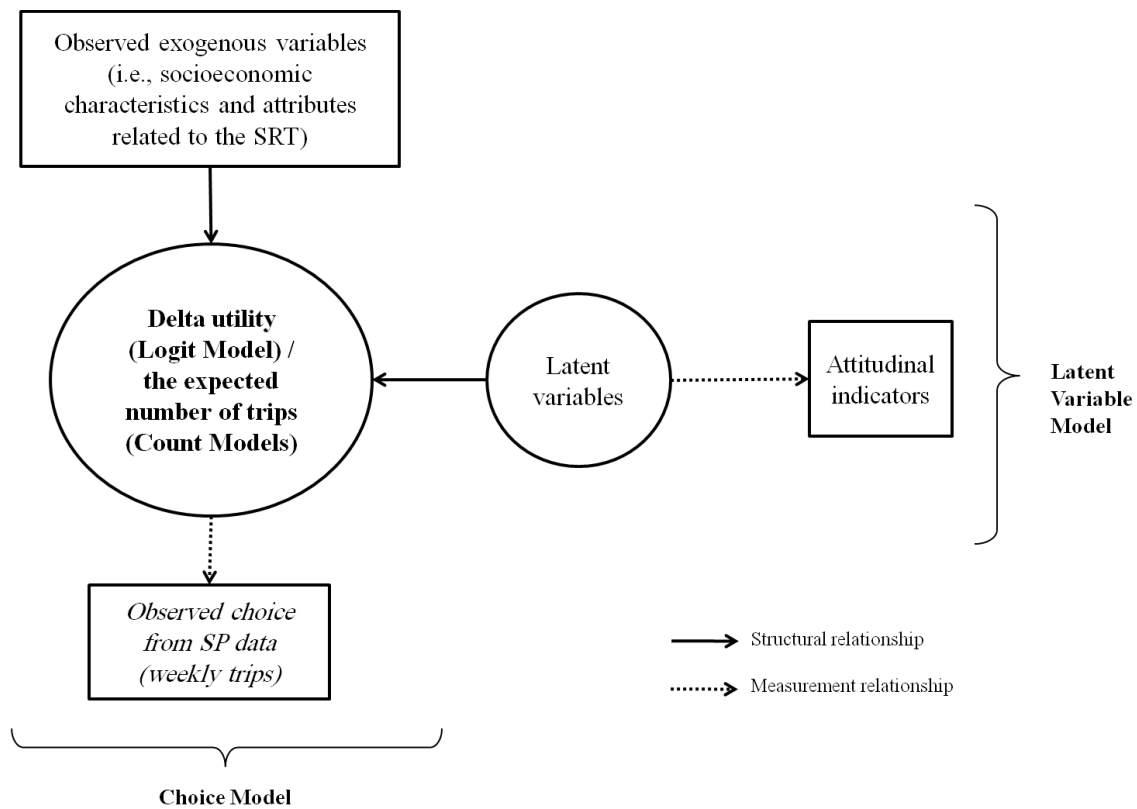 Observed exogenous variables
(i.e., socioeconomic
characteristics and attributes
related to the SRT)
Delta utility
(Logit Model) /
the expected
number of trips
(Count Models)
Latent
variables
Attitudinal
indicators
Latent
Variable
Model
Observed choice
from SP data
(weekly trips)
Structural relationship
Measurement relationship
Choice Model